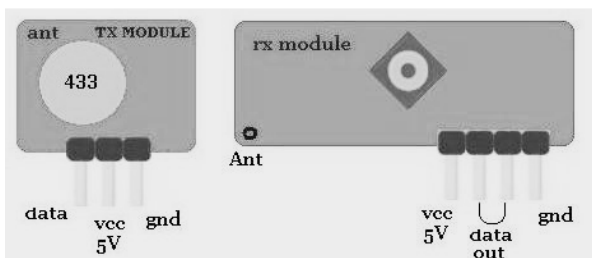 ant TX MODULE
433
data
vcc
5V
gnd
rx module
Ant
vcc
5V
data
out
gnd